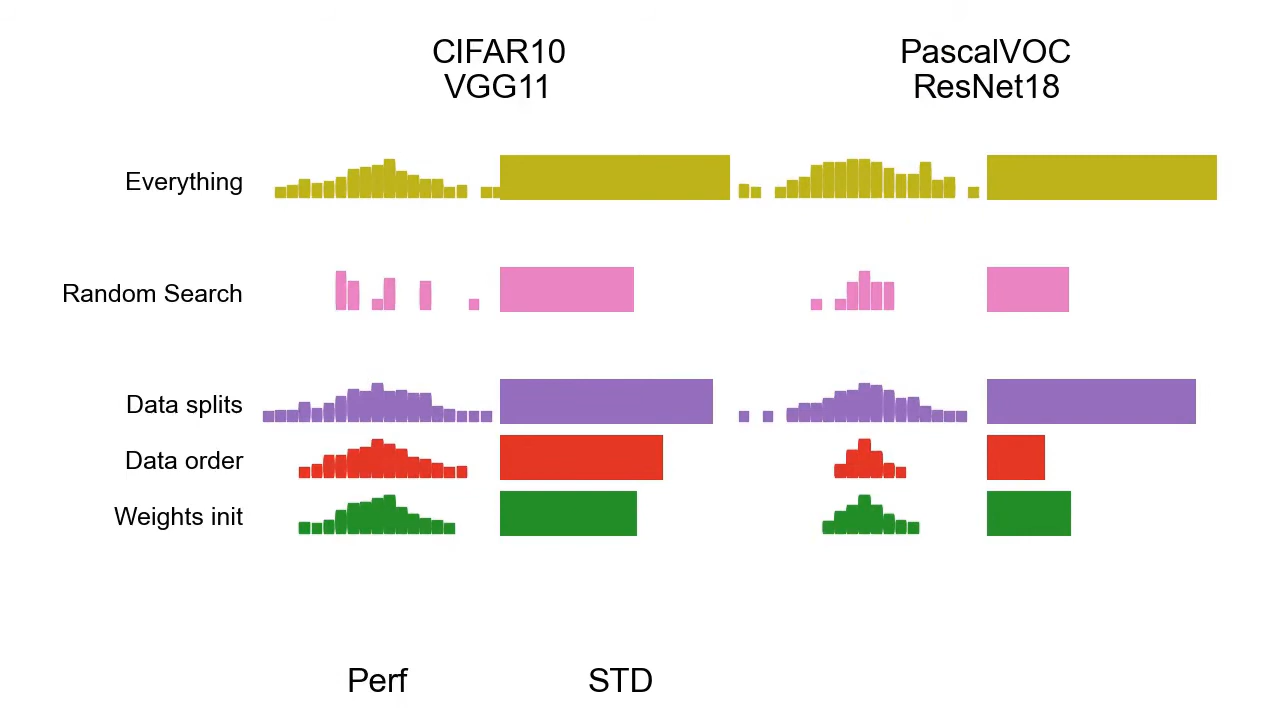 CIFAR10
VGG11
PascalVOC
ResNet18
Everything
Random Search
Data splits
Data order
Weights init
Perf
STD